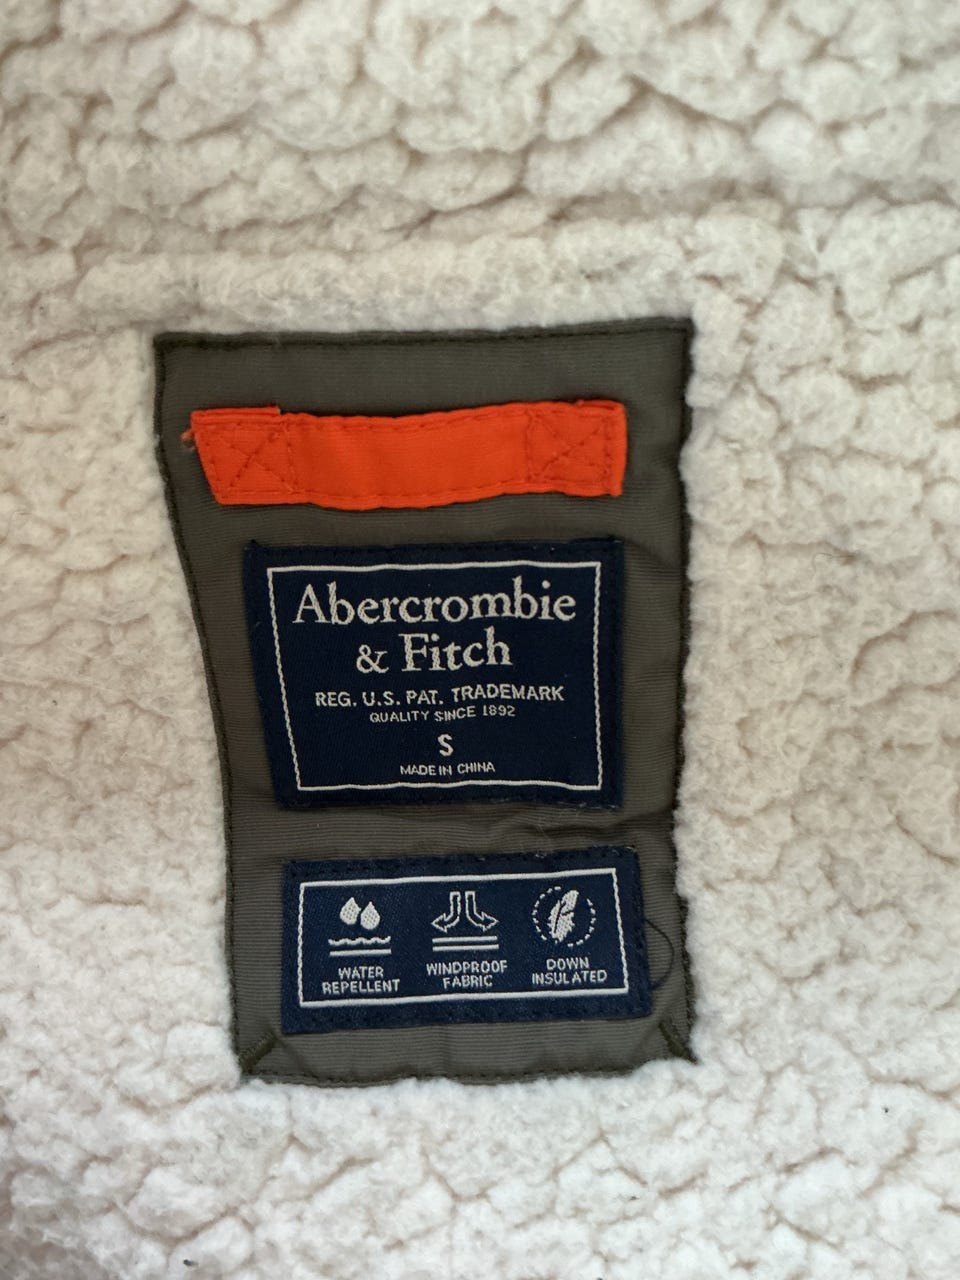 Abercrombie
& Fitch
REG. U.S. PAT. TRADEMARK
QUALITY SINCE 1892
S
MADE IN CHINA
WATER
REPELLENT
WINDPROOF
FABRIC
DOWN
INSULATED